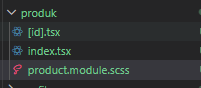 produk
[id].tsx
index.tsx
product.module.scss